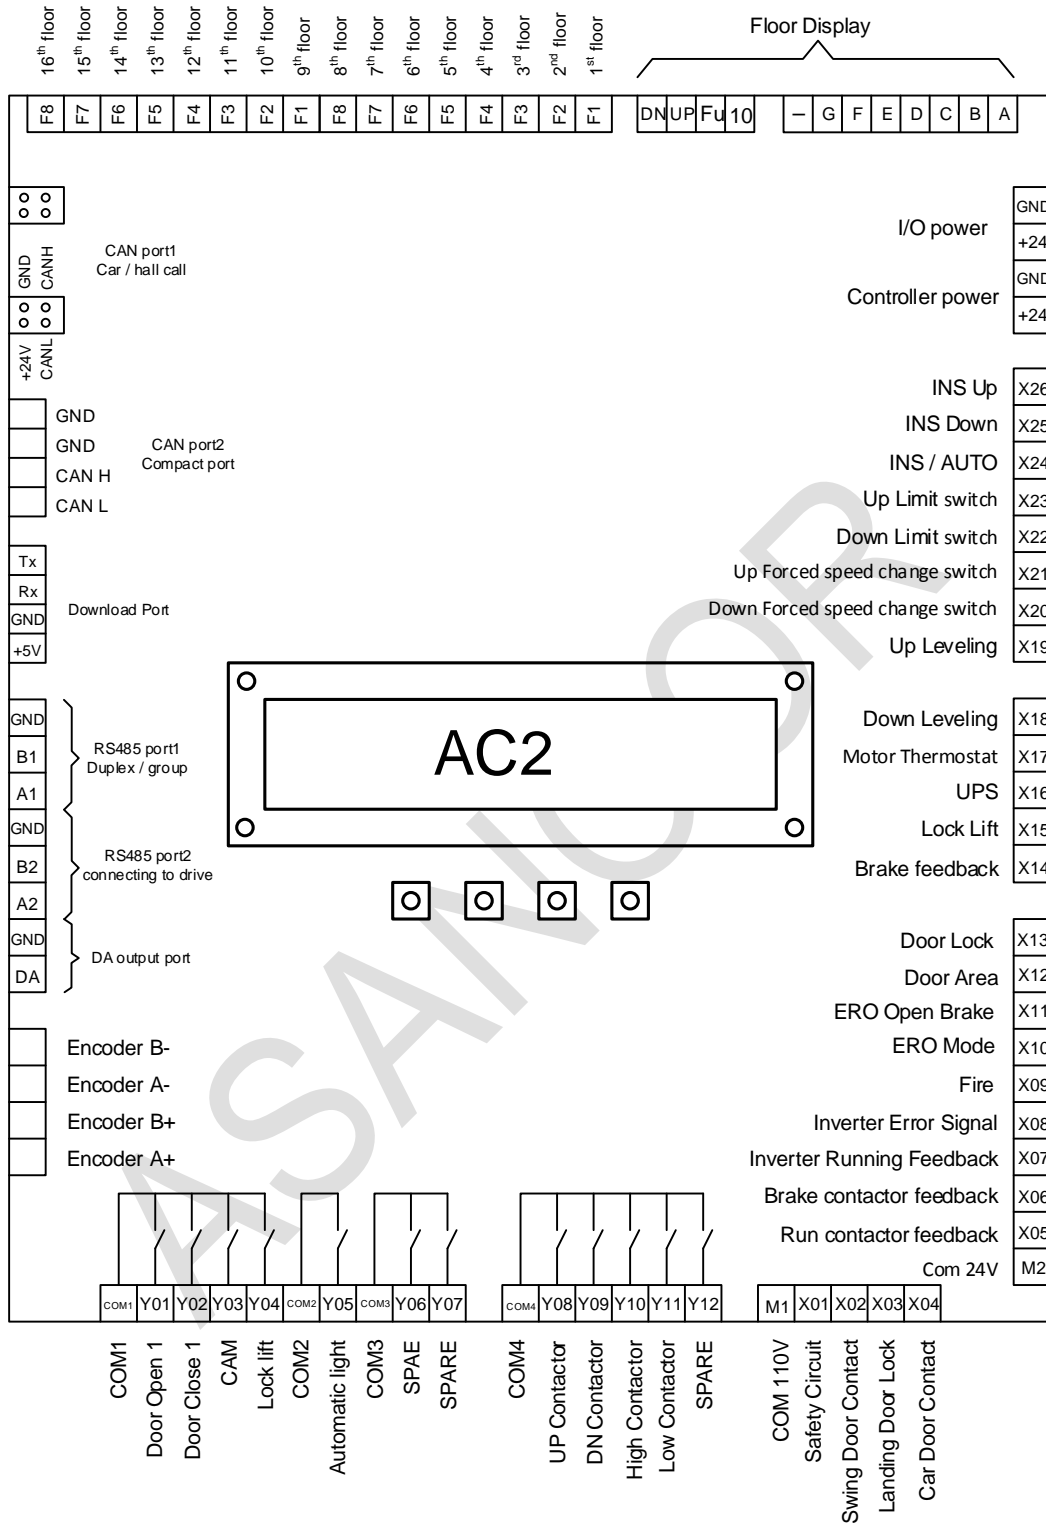 16th floor
15th floor
14th floor
13th floor
12th floor
11th floor
10th floor
9th floor
8th floor
7th floor
6th floor
5th floor
4th floor
3rd floor
2nd floor
1st floor
Floor Display
F8 F7 F6 F5 F4 F3 F2 F1 F8 F7 F6 F5 F4 F3 F2 F1
DN UP Fu 10
— G F E D C B A
GND CANH
+24V CANL
CAN port1
Car / hall call
GND
GND
CAN H
CAN L
CAN port2
Compact port
Tx
Rx
GND
+5V
Download Port
GND
B1
A1
RS485 port1
Duplex / group
GND
B2
A2
RS485 port2
connecting to drive
GND
DA
DA output port
Encoder B-
Encoder A-
Encoder B+
Encoder A+
AC2
ASANCOR
I/O power
GND
+24
Controller power
GND
+24
INS Up X26
INS Down X25
INS / AUTO X24
Up Limit switch X23
Down Limit switch X22
Up Forced speed change switch X21
Down Forced speed change switch X20
Up Leveling X19
Down Leveling X18
Motor Thermostat X17
UPS X16
Lock Lift X15
Brake feedback X14
Door Lock X13
Door Area X12
ERO Open Brake X11
ERO Mode X10
Fire X09
Inverter Error Signal X08
Inverter Running Feedback X07
Brake contactor feedback X06
Run contactor feedback X05
Com 24V M2
COM1 Y01 Y02 Y03 Y04 COM2 Y05 COM3 Y06 Y07
COM4 Y08 Y09 Y10 Y11 Y12
M1 X01 X02 X03 X04
COM1
Door Open 1
Door Close 1
CAM
Lock lift
COM2
Automatic light
COM3
SPAE
SPARE
COM4
UP Contactor
DN Contactor
High Contactor
Low Contactor
SPARE
COM 110V
Safety Circuit
Swing Door Contact
Landing Door Lock
Car Door Contact